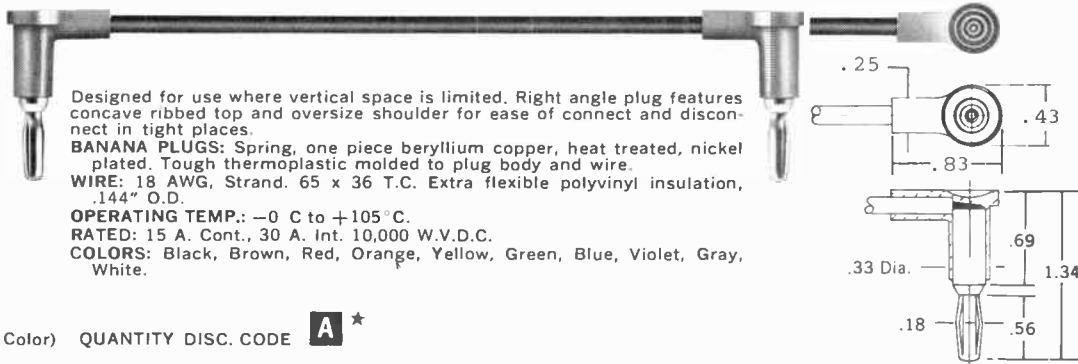 Designed for use where vertical space is limited. Right angle plug features
concave ribbed top and oversize shoulder for ease of connect and discon-
nect in tight places.
BANANA PLUGS: Spring, one piece beryllium copper, heat treated, nickel
plated. Tough thermoplastic molded to plug body and wire.
WIRE: 18 AWG, Strand. 65 x 36 T.C. Extra flexible polyvinyl insulation,
.144" O.D.
OPERATING TEMP.: −0 C to +105°C.
RATED: 15 A. Cont., 30 A. Int. 10,000 W.V.D.C.
COLORS: Black, Brown, Red, Orange, Yellow, Green, Blue, Violet, Gray,
White.
Color) QUANTITY DISC. CODE A *
.25
.43
.83
.69
.33 Dia.
1.34
.18
.56